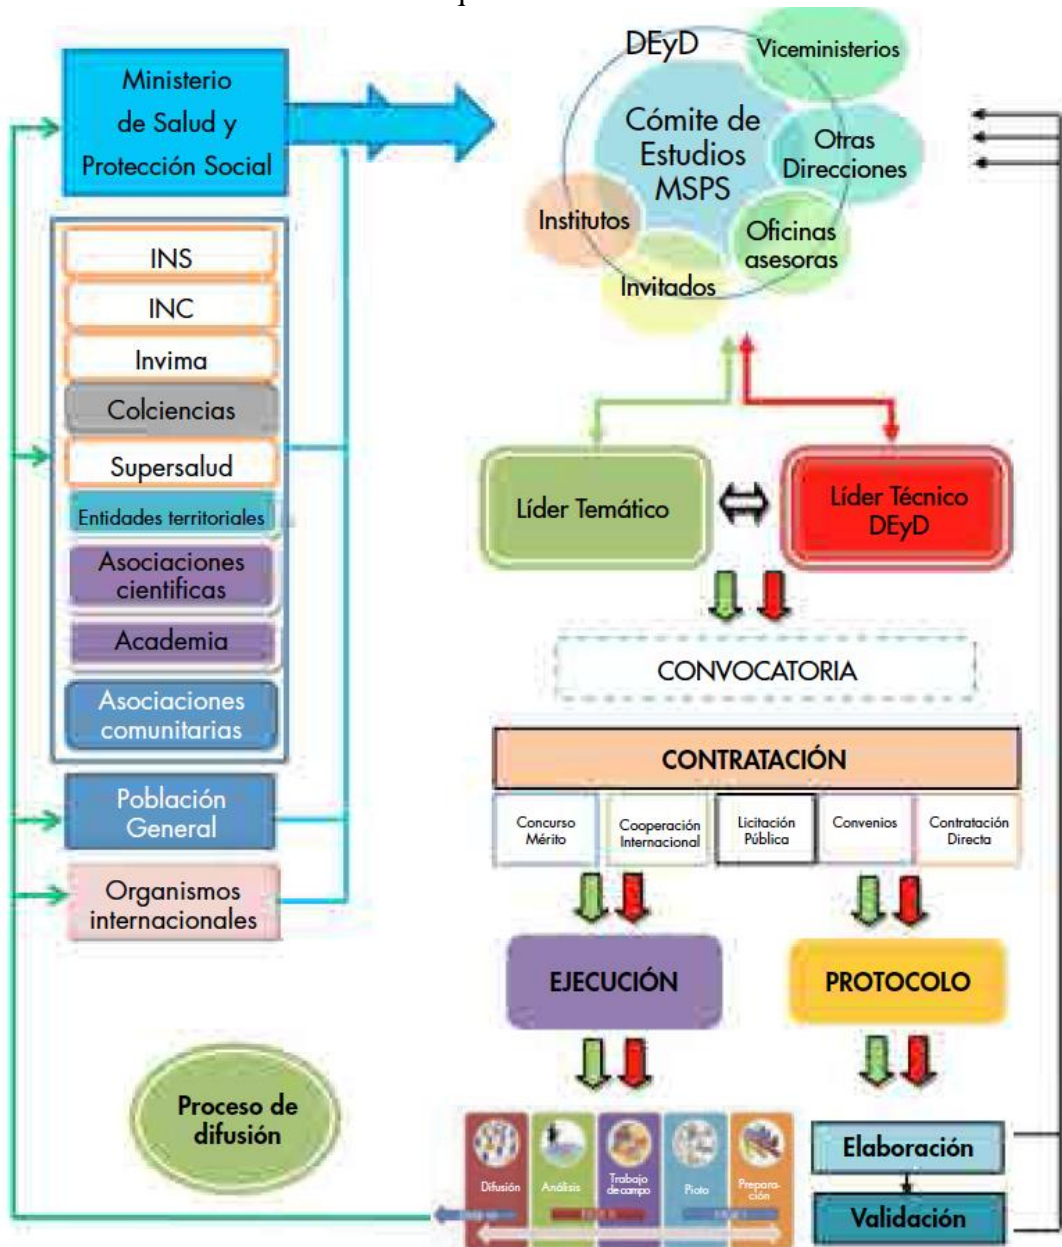 Ministerio
de Salud y
Protección Social
INS
INC
Invima
Colciencias
Supersalud
Entidades territoriales
Asociaciones
cientificas
Academia
Asociaciones
comunitarias
Población
General
Organismos
internacionales
Proceso de
difusión
DEyD
Viceministerios
Cómite de
Estudios
MSPS
Otras
Direcciones
Institutos
Oficinas
asesoras
Invitados
Líder Temático
Líder Técnico
DEyD
CONVOCATORIA
CONTRATACIÓN
Concurso
Mérito
Cooperación
Internacional
Licitación
Pública
Convenios
Contratación
Directa
EJECUCIÓN
PROTOCOLO
Difusión
Análisis
Trabajo
de campo
Pioto
Prepara-
ción
Elaboración
Validación